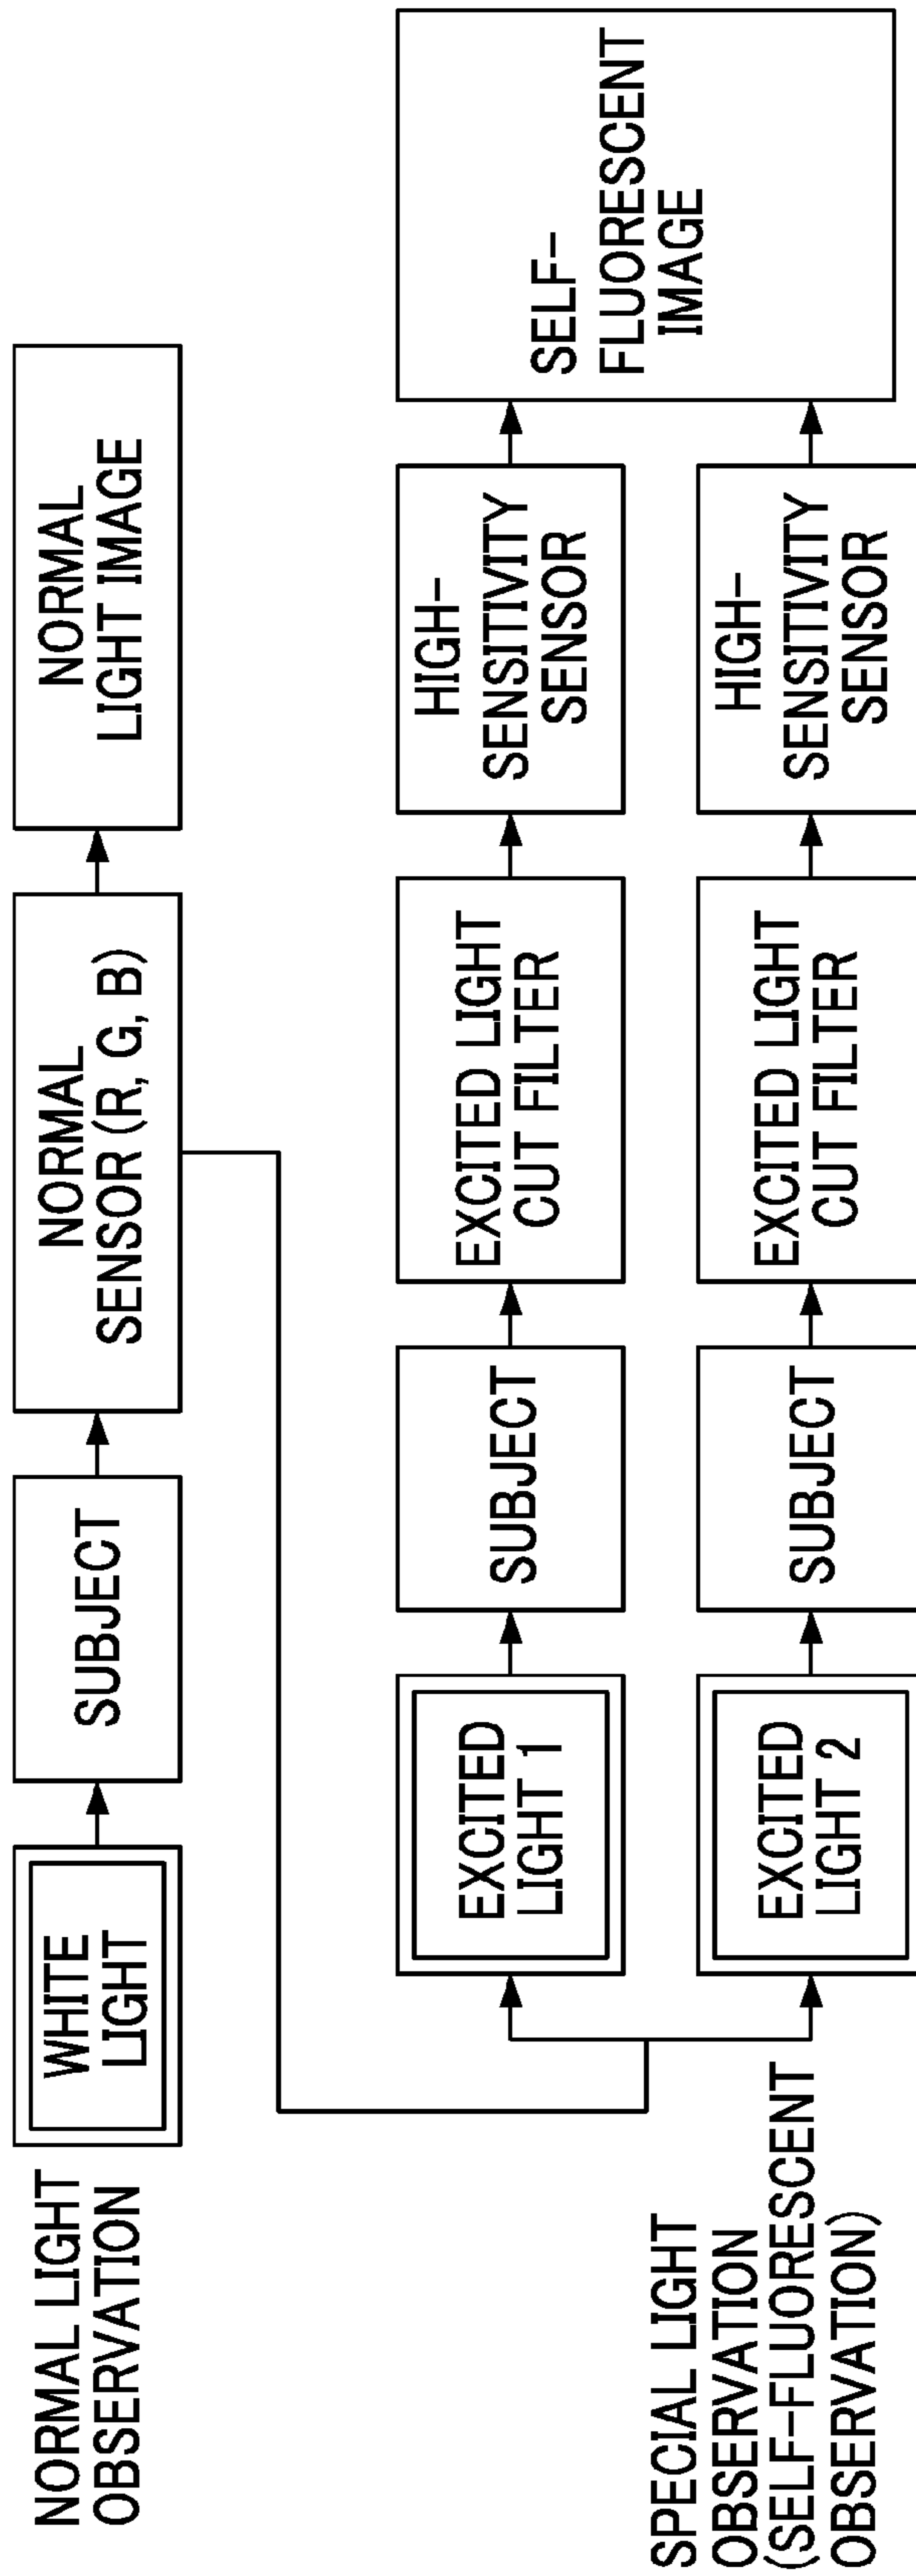 NORMAL LIGHT
OBSERVATION
WHITE
LIGHT
SUBJECT
NORMAL
SENSOR (R, G, B)
NORMAL
LIGHT IMAGE
SPECIAL LIGHT
OBSERVATION
(SELF-FLUORESCENT
OBSERVATION)
EXCITED
LIGHT 1
SUBJECT
EXCITED LIGHT
CUT FILTER
HIGH-
SENSITIVITY
SENSOR
EXCITED
LIGHT 2
SUBJECT
EXCITED LIGHT
CUT FILTER
HIGH-
SENSITIVITY
SENSOR
SELF-
FLUORESCENT
IMAGE